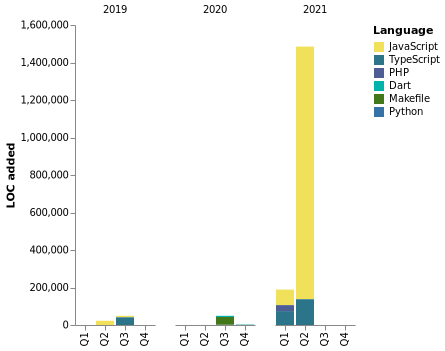 2019 2020 2021
Language
JavaScript
TypeScript
PHP
Dart
Makefile
Python
LOC added
1,600,000
1,400,000
1,200,000
1,000,000
800,000
600,000
400,000
200,000
0
Q1 Q2 Q3 Q4 Q1 Q2 Q3 Q4 Q1 Q2 Q3 Q4